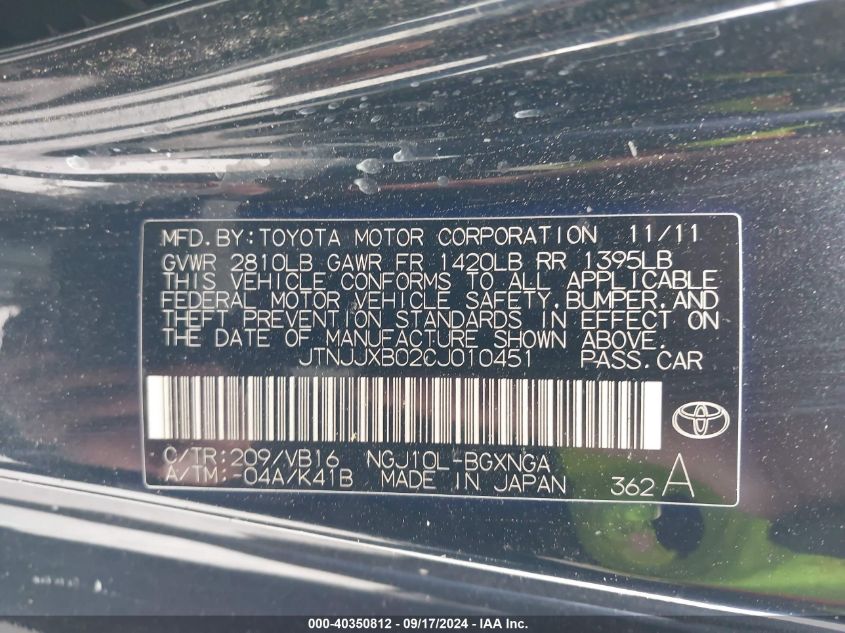 MFD.BY:TOYOTA MOTOR CORPORATION 11/11
GVWR 2810LB GAWR FR 1420LB RR 1395LB
THIS VEHICLE CONFORMS TO ALL APPLICABLE
FEDERAL MOTOR VEHICLE SAFETY,BUMPER,AND
THEFT PREVENTION STANDARDS IN EFFECT ON
THE DATE OF MANUFACTURE SHOWN ABOVE.
JTNJJXB02CJ010451 PASS.CAR
C/TR:209/VB16 NGJ10L-BGXNGA
A/TM:-04A/K41B MADE IN JAPAN 362 A
000-40350812 - 09/17/2024 - IAAI.com